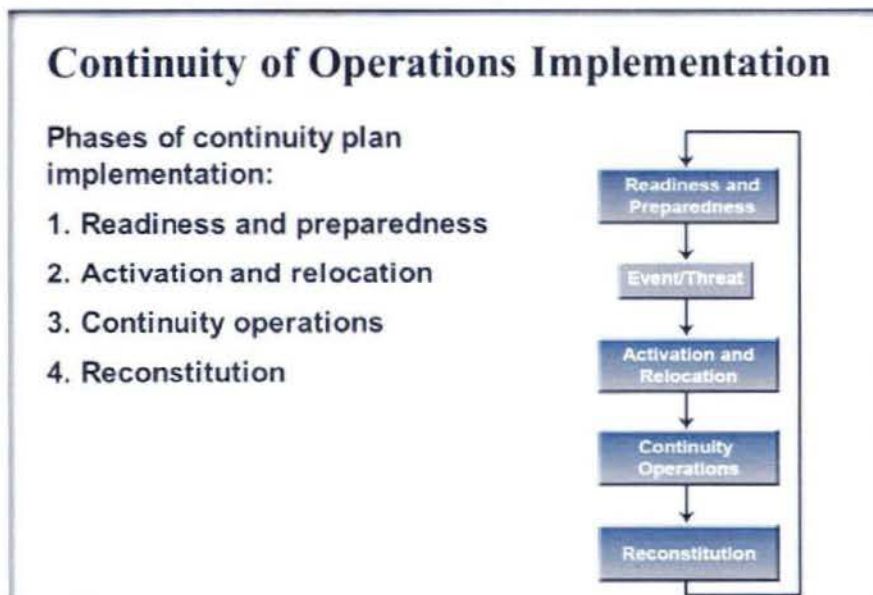 Continuity of Operations Implementation
Phases of continuity plan
implementation:
1. Readiness and preparedness
2. Activation and relocation
3. Continuity operations
4. Reconstitution
Readiness and
Preparedness
Event/Threat
Activation and
Relocation
Continuity
Operations
Reconstitution